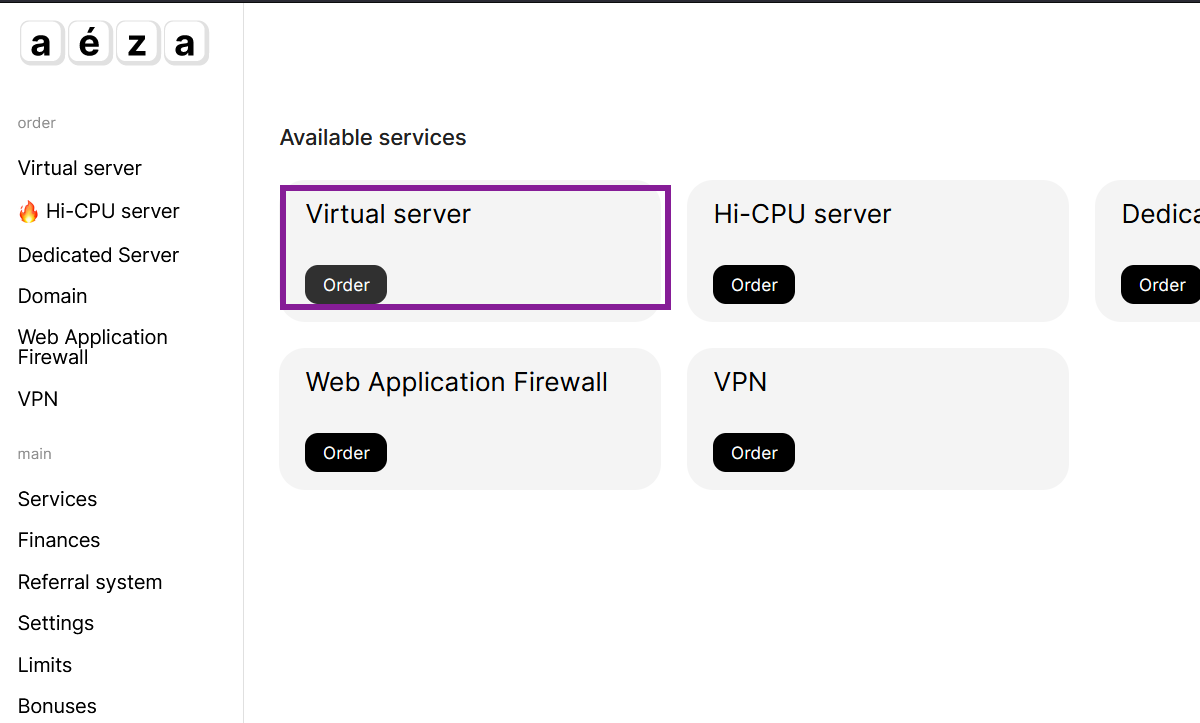 aéza
order
Virtual server
🔥 Hi-CPU server
Dedicated Server
Domain
Web Application
Firewall
VPN
main
Services
Finances
Referral system
Settings
Limits
Bonuses
Available services
Virtual server
Order
Hi-CPU server
Order
Dedica
Order
Web Application Firewall
Order
VPN
Order